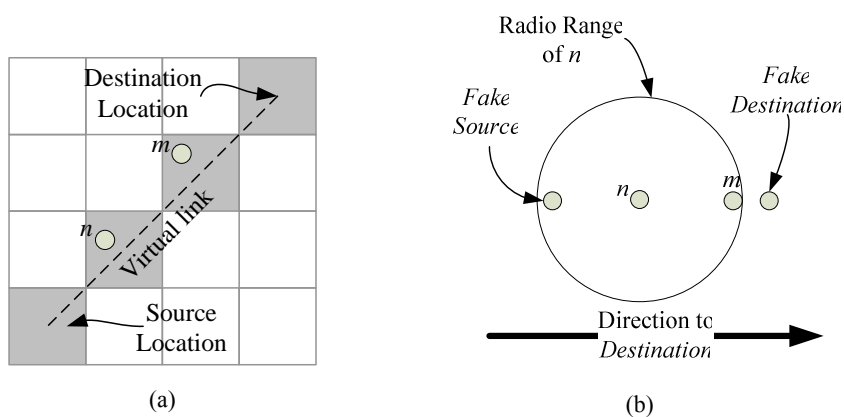 Destination
Location
m
n
Virtual link
Source
Location
(a)
Radio Range
of n
Fake
Source
Fake
Destination
n
m
Direction to
Destination
(b)